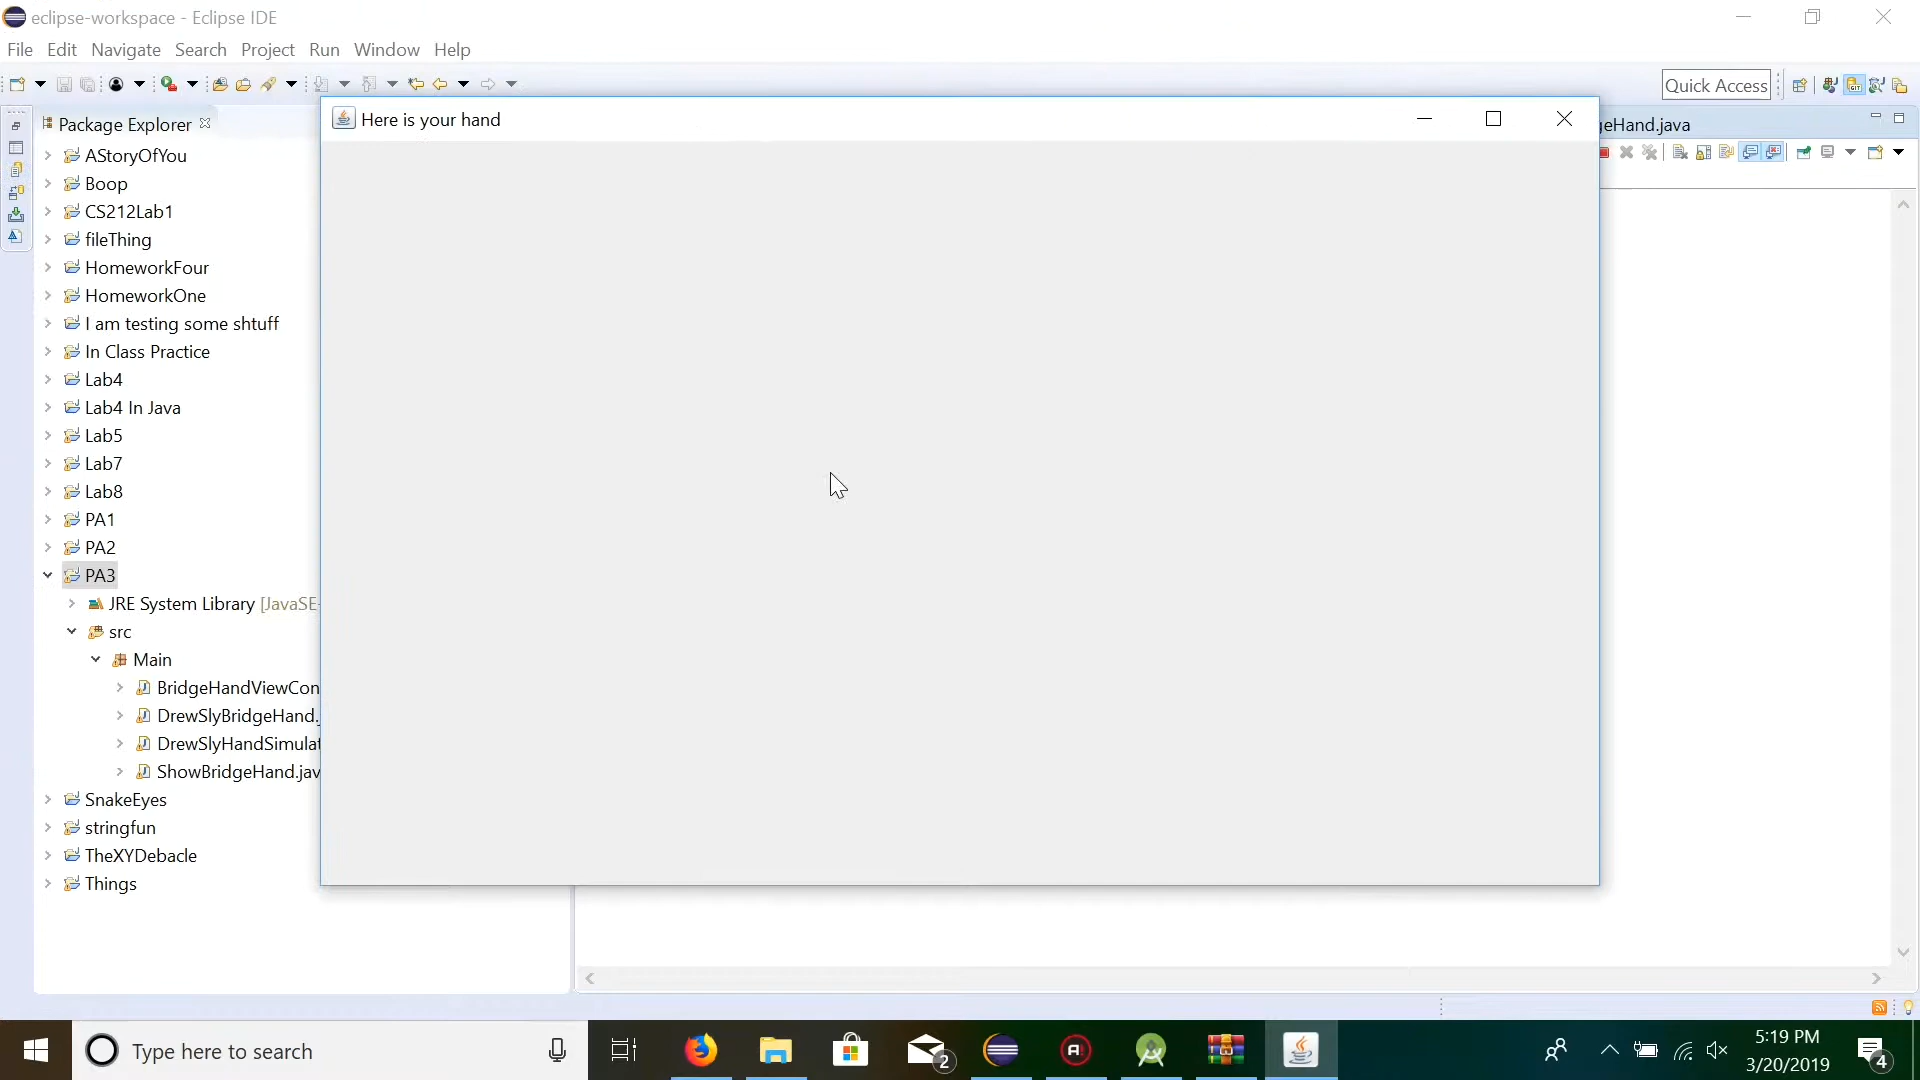 eclipse-workspace - Eclipse IDE
File Edit Navigate Search Project Run Window Help
Quick Access
Package Explorer
Here is your hand
eHand.java
AStoryOfYou
Boop
CS212Lab1
fileThing
HomeworkFour
HomeworkOne
I am testing some shtuff
In Class Practice
Lab4
Lab4 In Java
Lab5
Lab7
Lab8
PA1
PA2
PA3
JRE System Library [JavaSE-
src
Main
BridgeHandViewCon
DrewSlyBridgeHand.
DrewSlyHandSimulat
ShowBridgeHand.jav
SnakeEyes
stringfun
TheXYDebacle
Things
Type here to search
2
5:19 PM
3/20/2019
4